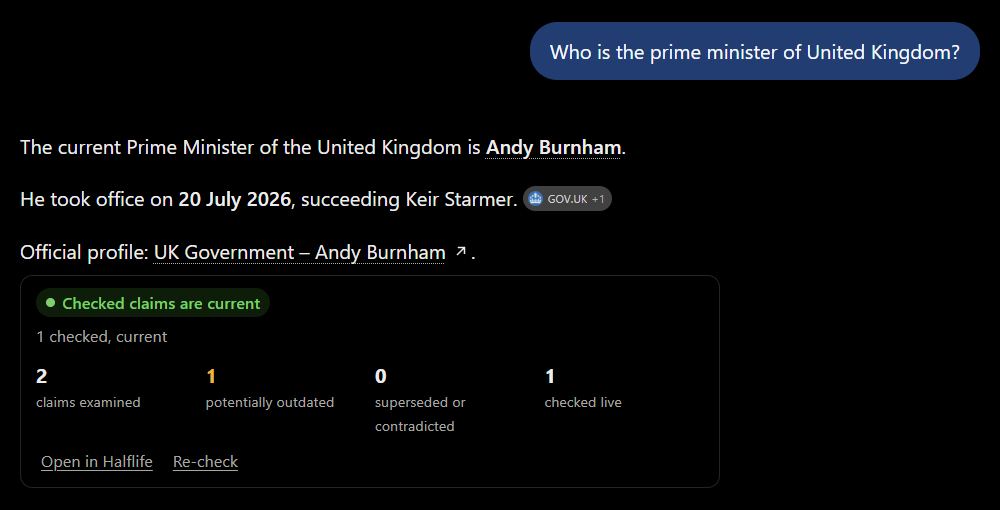 Who is the prime minister of United Kingdom?
The current Prime Minister of the United Kingdom is Andy Burnham.
He took office on 20 July 2026, succeeding Keir Starmer. GOV.UK +1
Official profile: UK Government – Andy Burnham ↗.
Checked claims are current
1 checked, current
2 1 0 1
claims examined potentially outdated superseded or checked live
contradicted
Open in Halflife Re-check